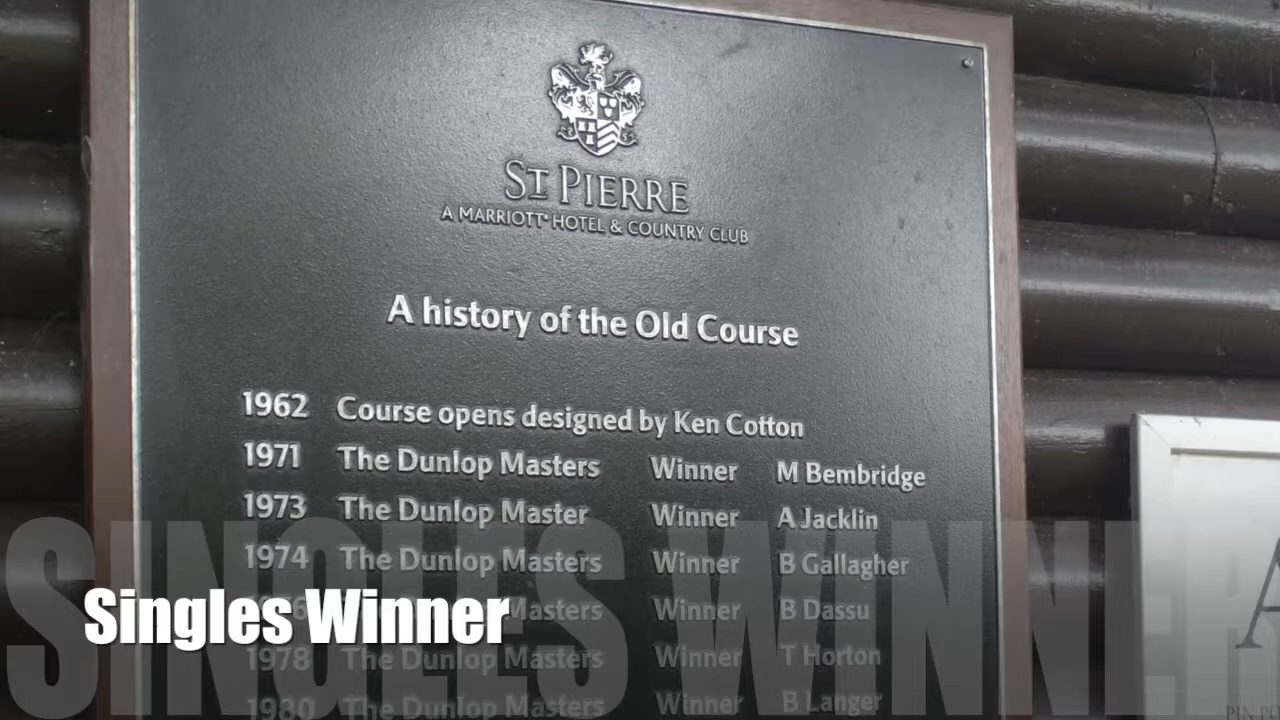 ST PIERRE
A MARRIOTT HOTEL & COUNTRY CLUB
A history of the Old Course
1962 Course opens designed by Ken Cotton
1971 The Dunlop Masters Winner M Bembridge
1973 The Dunlop Master Winner A Jacklin
1974 The Dunlop Masters Winner B Gallagher
Masters Winner B Dassu
1978 The Dunlop Masters Winner T Horton
1980 The Dunlop Masters Winner B Langer
Singles Winner
SINGLES WINNER
A